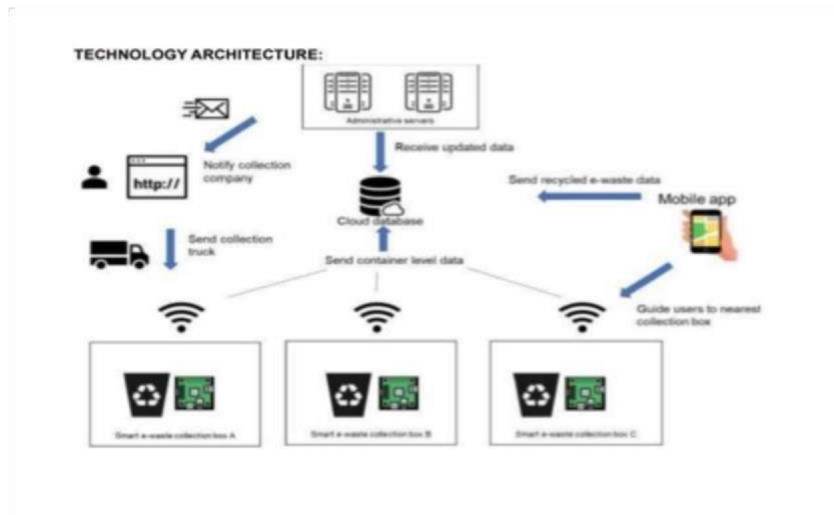 TECHNOLOGY ARCHITECTURE:
Administrative servers
Receive updated data
Notify collection
company
http://
Send recycled e-waste data
Mobile app
Cloud database
Send collection
truck
Send container level data
Guide users to nearest
collection box
Smart e-waste collection box A
Smart e-waste collection box B
Smart e-waste collection box C